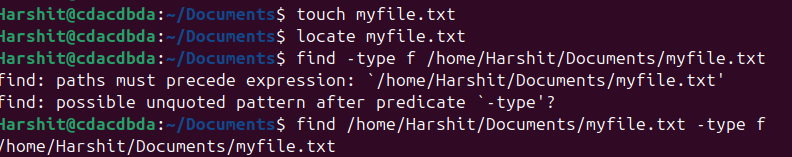 Harshit@cdacdbda:~/Documents$ touch myfile.txt
Harshit@cdacdbda:~/Documents$ locate myfile.txt
Harshit@cdacdbda:~/Documents$ find -type f /home/Harshit/Documents/myfile.txt
find: paths must precede expression: `/home/Harshit/Documents/myfile.txt'
find: possible unquoted pattern after predicate `-type'?
Harshit@cdacdbda:~/Documents$ find /home/Harshit/Documents/myfile.txt -type f
/home/Harshit/Documents/myfile.txt